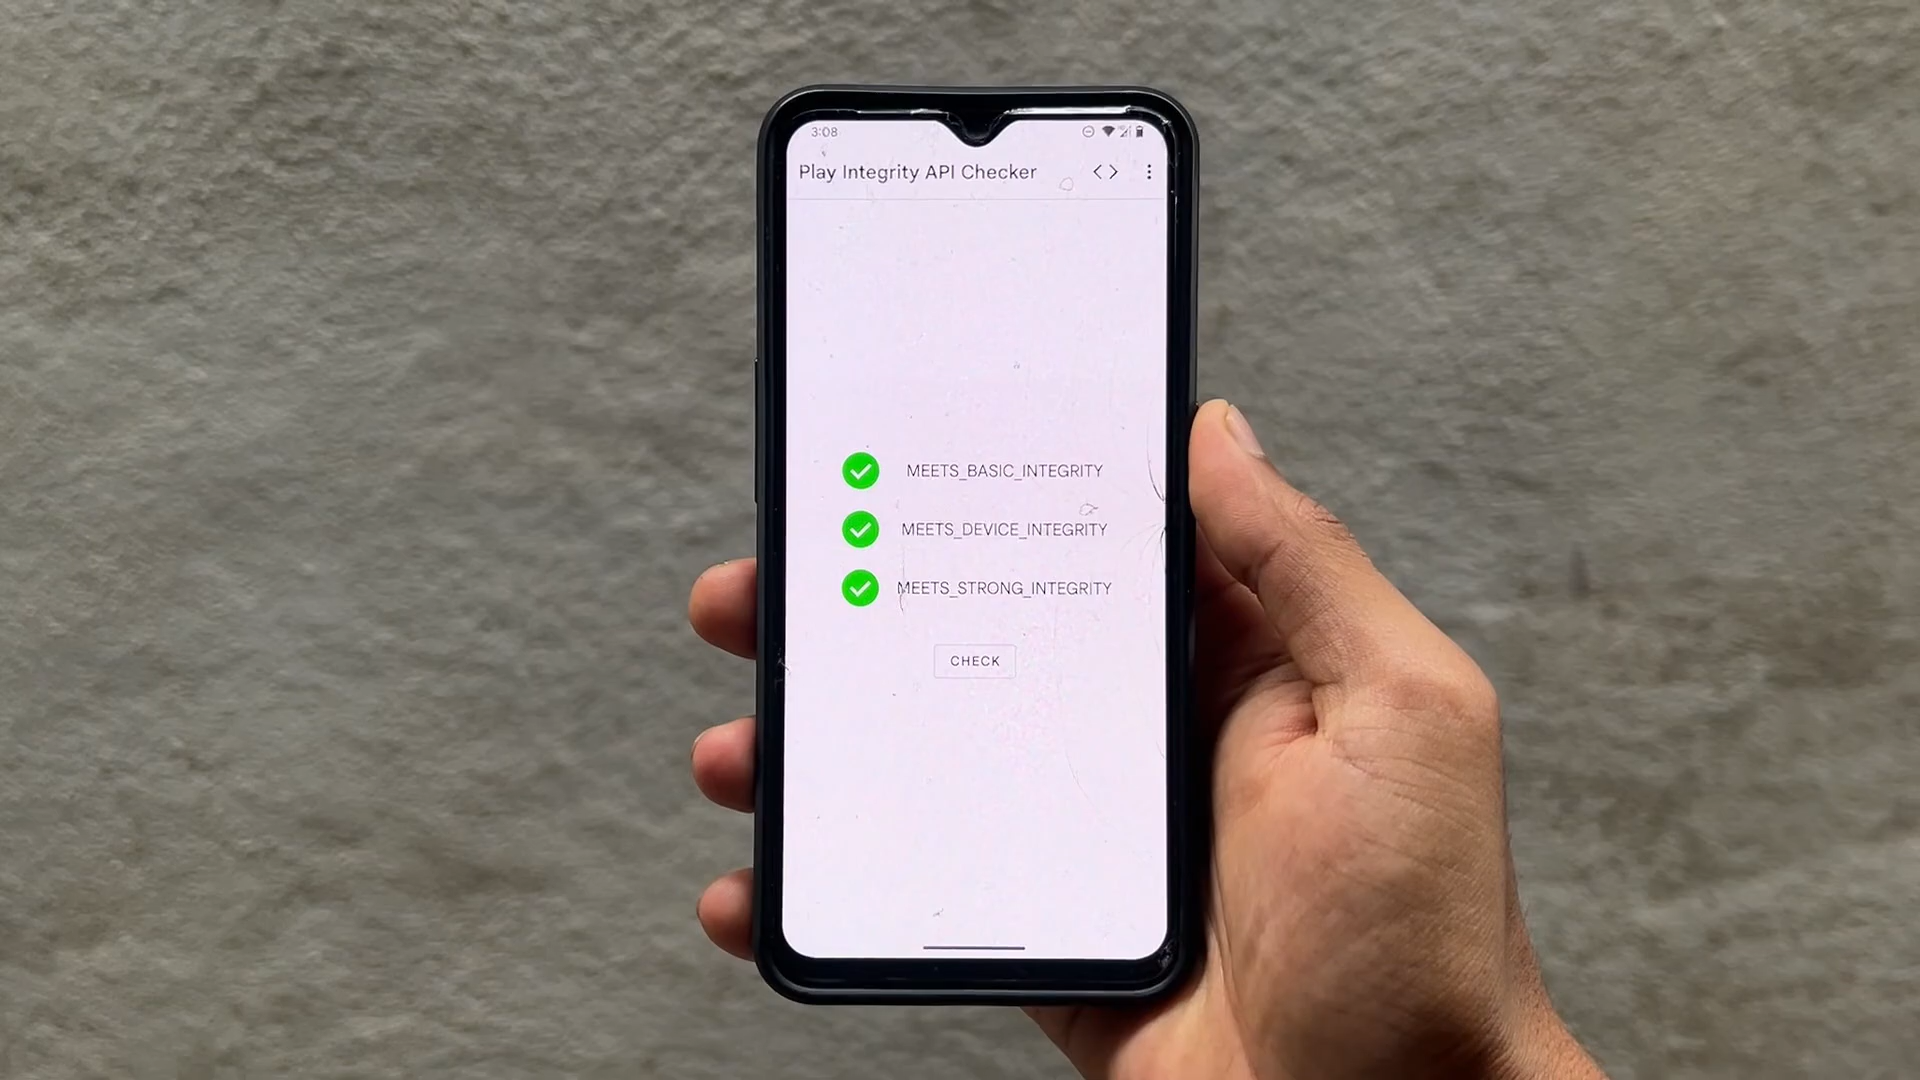 3:08
Play Integrity API Checker
MEETS_BASIC_INTEGRITY
MEETS_DEVICE_INTEGRITY
MEETS_STRONG_INTEGRITY
CHECK